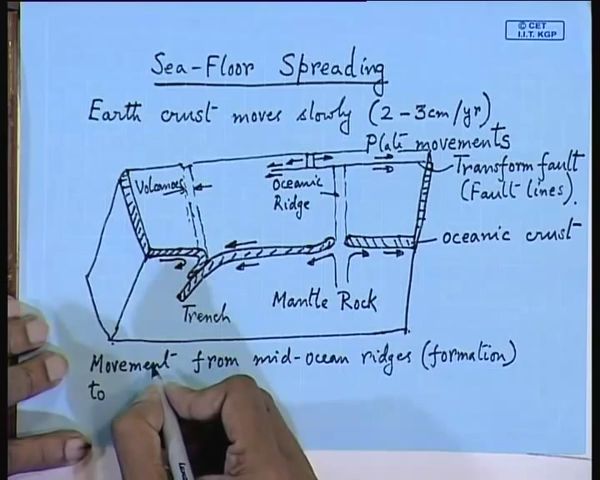 © CET
I.I.T. KGP
Sea-Floor Spreading
Earth crust moves slowly (2-3cm/yr)
Plate movements
Transform fault
(Fault lines).
Volcanoes
Oceanic
Ridge
oceanic crust
Trench
Mantle Rock
Movement from mid-ocean ridges (formation)
to